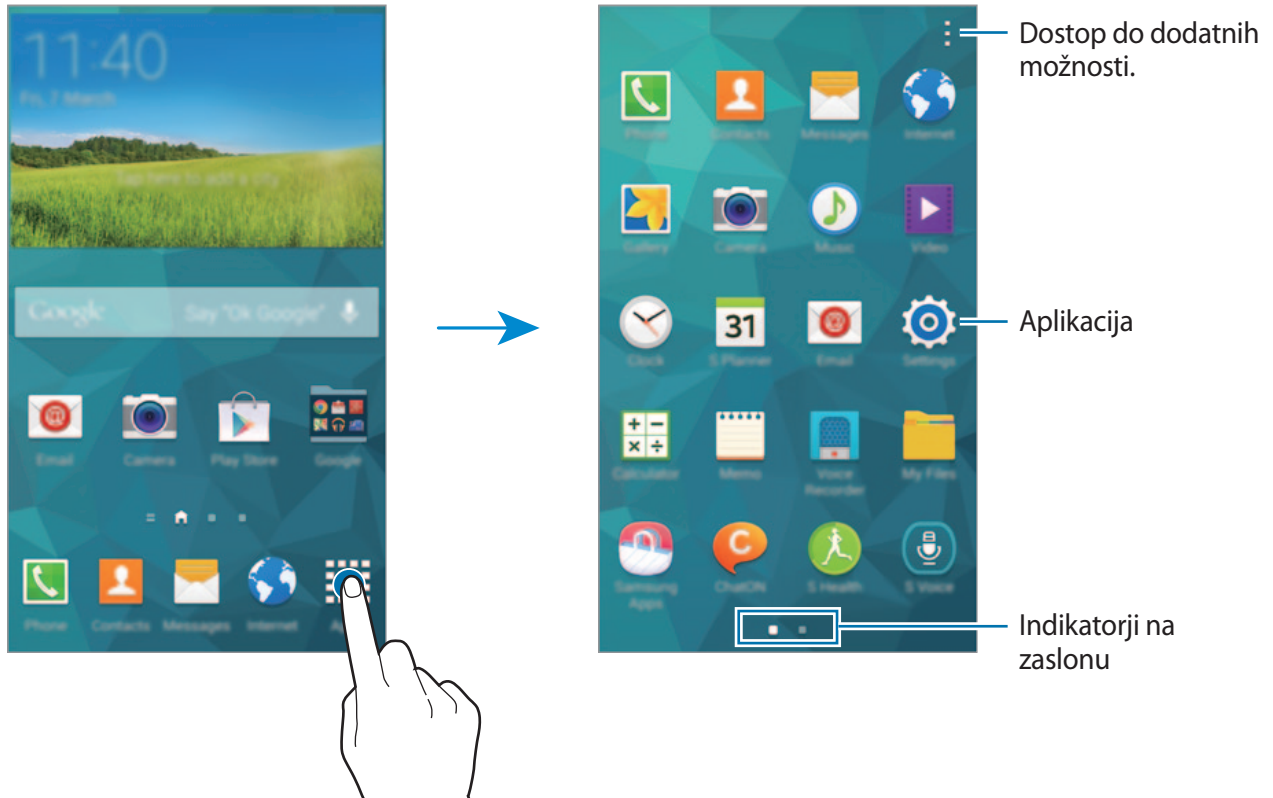 11:40
Fri, 7 March
Tap here to add a city
Google Say "Ok Google"
Email Camera Play Store Google
Phone Contacts Messages Internet
Dostop do dodatnih
možnosti.
Phone Contacts Messages Internet
Gallery Camera Music Video
31
Clock S Planner Email Settings
Aplikacija
Calculator Memo Voice
Recorder My Files
C
Samsung
Apps ChatON S Health S Voice
Indikatorji na
zaslonu